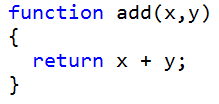 function add(x,y)
{
  return x + y;
}